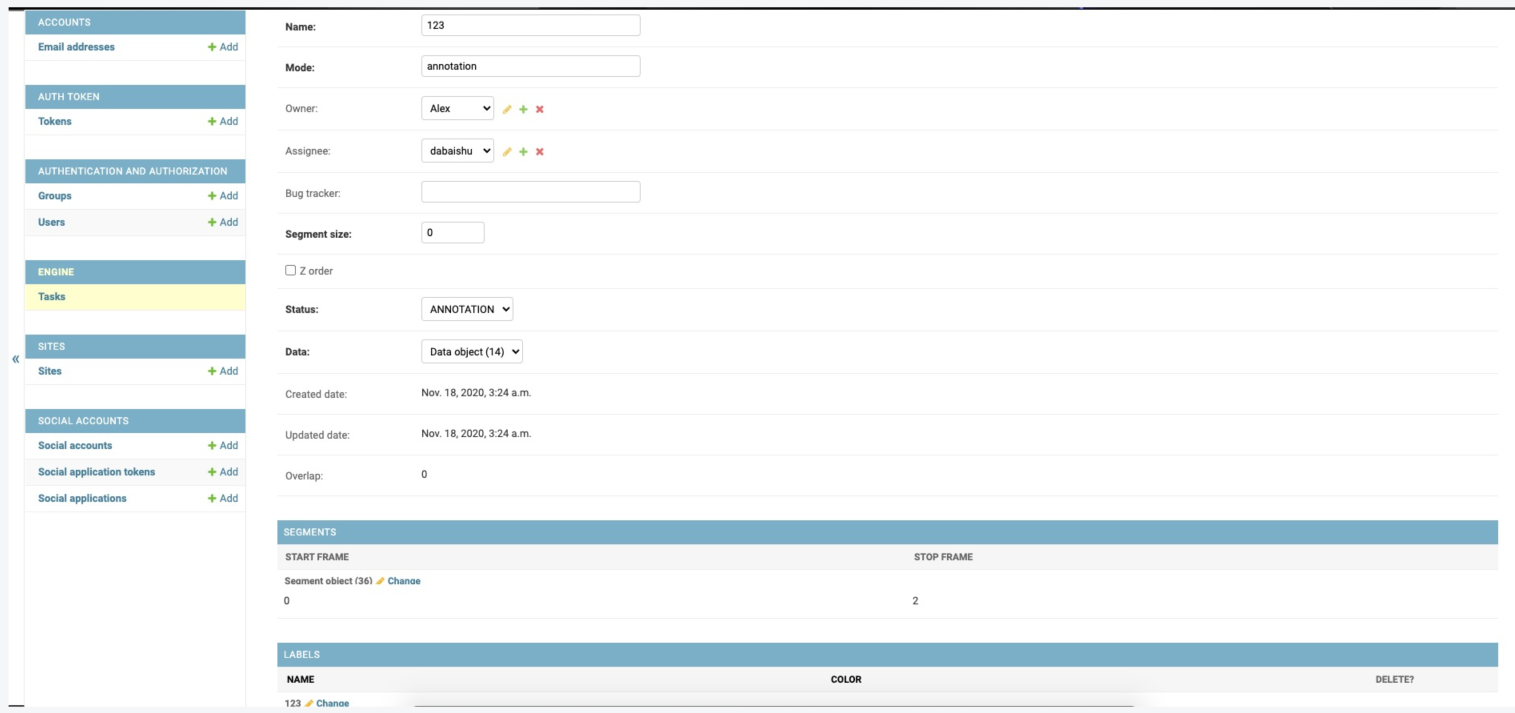 ACCOUNTS
Email addresses + Add
AUTH TOKEN
Tokens + Add
AUTHENTICATION AND AUTHORIZATION
Groups + Add
Users + Add
ENGINE
Tasks
SITES
Sites + Add
SOCIAL ACCOUNTS
Social accounts + Add
Social application tokens + Add
Social applications + Add
«
Name: 123
Mode: annotation
Owner: Alex
Assignee: dabaishu
Bug tracker:
Segment size: 0
Z order
Status: ANNOTATION
Data: Data object (14)
Created date: Nov. 18, 2020, 3:24 a.m.
Updated date: Nov. 18, 2020, 3:24 a.m.
Overlap: 0
SEGMENTS
START FRAME STOP FRAME
Segment object (36) Change
0 2
LABELS
NAME COLOR DELETE?
123 Change